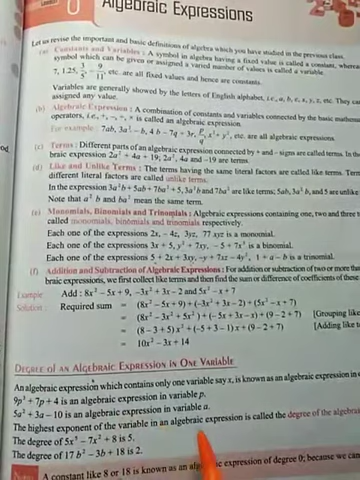 Algebraic Expressions
Let us revise the important and basic definitions of algebra which you have studied in the previous class.
(a) Constants and Variables : A symbol in algebra having a fixed value is called a constant, wherea
symbol which can be given or assigned a varied number of values is called a variable.
7, 1.25, 3/5, 9/11 etc. are all fixed values and hence are constants.
Variables are generally showed by the letters of English alphabet, i.e., a, b, c, x, y, z, etc. They ca
assigned any value.
(b) Algebraic Expression : A combination of constants and variables connected by the basic mathema
operators, i.e., +, –, ×, ÷ is called an algebraic expression.
For example : 7ab, 3a² – b, 4 b – 7q + 3r, etc. are all algebraic expressions.
(c) Terms : Different parts of an algebraic expression connected by + and – signs are called terms. In th
braic expression 2a² + 4a + 19; 2a², 4a and –19 are terms.
(d) Like and Unlike Terms : The terms having the same literal factors are called like terms. Term
different literal factors are called unlike terms.
In the expression 3a²b + 5ab + 7ba² + 5, 3a²b and 7ba² are like terms; 5ab, 3a²b, and 5 are unlike
Note that a² b and ba² mean the same term.
(e) Monomials, Binomials and Trinomials : Algebraic expressions containing one, two and three
called monomials, binomials and trinomials respectively.
Each one of the expressions 2x, – 4z, 3yz, 77 xyz is a monomial.
Each one of the expressions 3x + 5, y² + 7xy, – 5 + 7x³ is a binomial.
Each one of the expressions 5 + 2x + 3xy, –y + 7xz – 4y², 1 + a – b is a trinomial.
(f) Addition and Subtraction of Algebraic Expressions : For addition or subtraction of two or more tha
braic expressions, we first collect like terms and then find the sum or difference of coefficients of these
Example Add : 8x² – 5x + 9, –3x² + 3x – 2 and 5x² – x + 7
Solution : Required sum = (8x² – 5x + 9) + (–3x² + 3x – 2) + (5x² – x + 7)
= (8x² – 3x² + 5x²) + (– 5x + 3x – x) + (9 – 2 + 7) [Grouping like
= (8 – 3 + 5) x² + (–5 + 3 – 1) x + (9 – 2 + 7) [Adding like t
= 10x² – 3x + 14
Degree of an Algebraic Expression in One Variable
An algebraic expression which contains only one variable say x, is known as an algebraic expression in
9p³ + 7p + 4 is an algebraic expression in variable p.
5a² + 3a – 10 is an algebraic expression in variable a.
The highest exponent of the variable in an algebraic expression is called the degree of the algebra
The degree of 5x⁵ – 7x² + 8 is 5.
The degree of 17 b² – 3b + 18 is 2.
A constant like 8 or 18 is known as an expression of degree 0; because we can